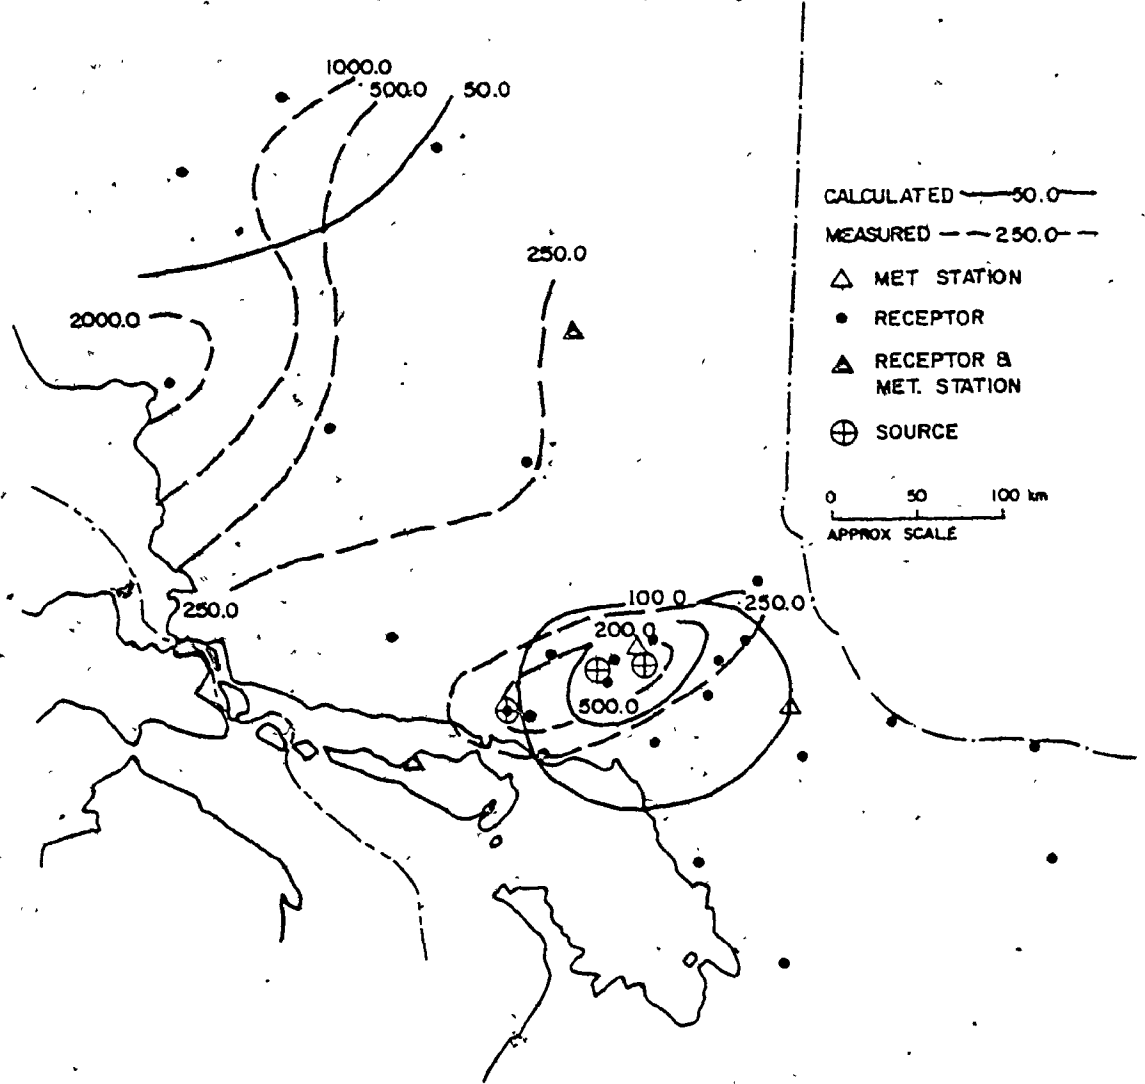 1000.0
500.0
50.0
CALCULATED 50.0
MEASURED 250.0
250.0
MET STATION
2000.0
RECEPTOR
RECEPTOR &
MET. STATION
SOURCE
0 50 100 km
APPROX SCALE
250.0
100.0
250.0
200.0
500.0